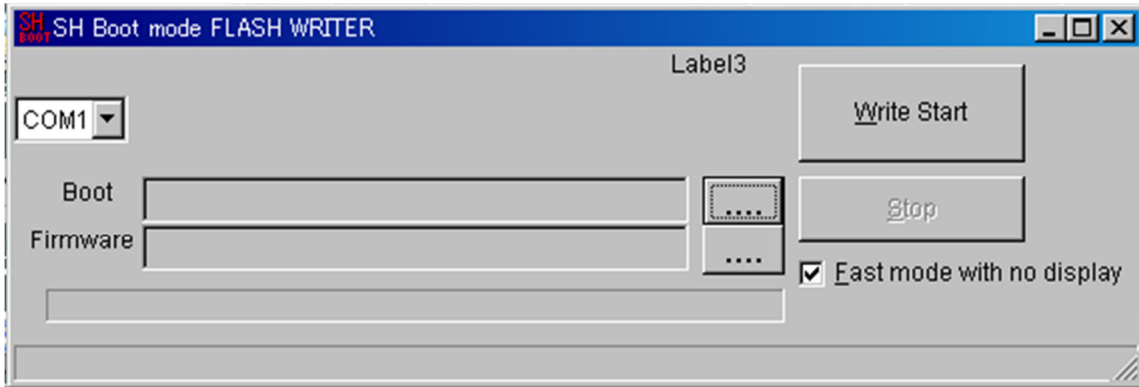 SH BOOT SH Boot mode FLASH WRITER
Label3
COM1
Write Start
Boot
....
Stop
Firmware
....
Fast mode with no display